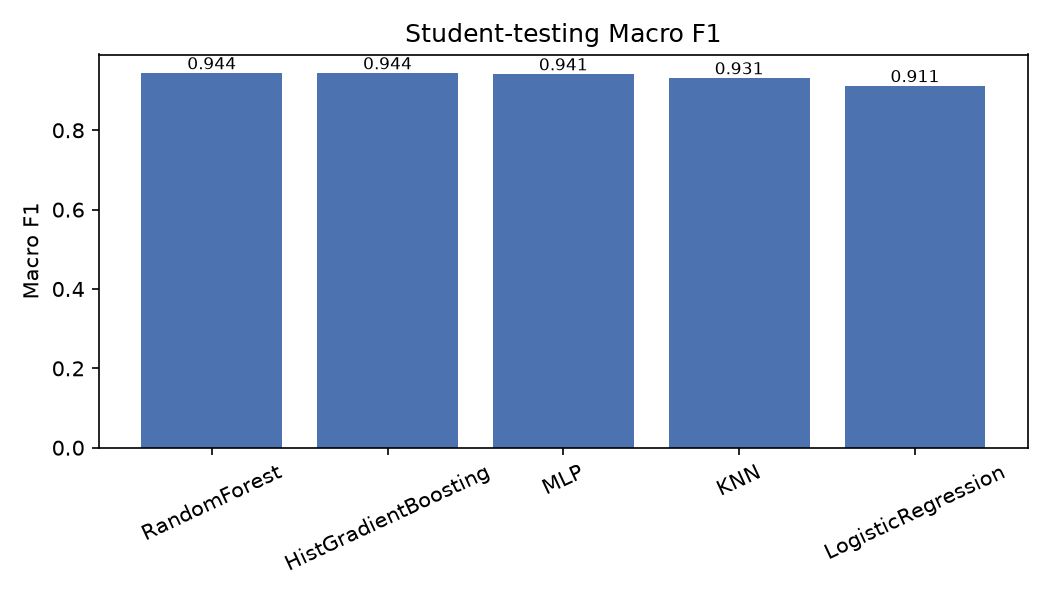 Student-testing Macro F1
0.944
0.944
0.941
0.931
0.911
Macro F1
0.8
0.6
0.4
0.2
0.0
RandomForest
HistGradientBoosting
MLP
KNN
LogisticRegression